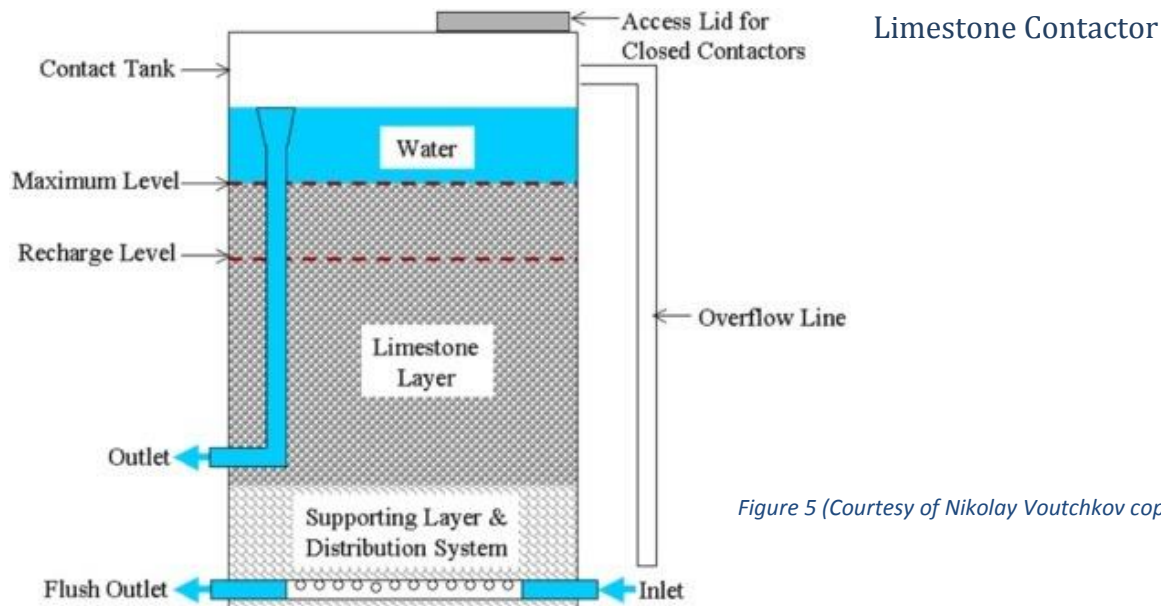 Access Lid for
Closed Contactors
Limestone Contactor
Contact Tank
Water
Maximum Level
Recharge Level
Overflow Line
Limestone
Layer
Outlet
Figure 5 (Courtesy of Nikolay Voutchkov cop
Supporting Layer &
Distribution System
Flush Outlet
Inlet